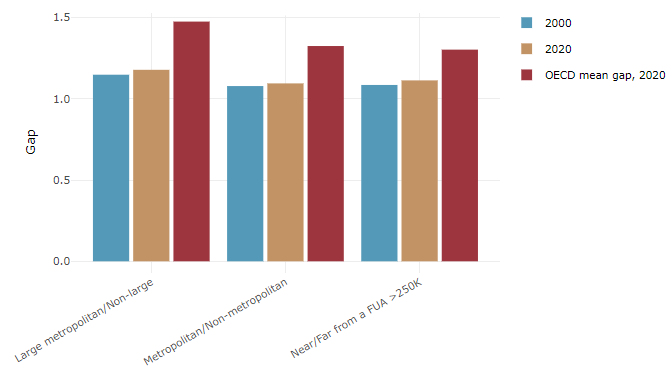 1.5
1.0
0.5
0.0
Gap
Large metropolitan/Non-large
Metropolitan/Non-metropolitan
Near/Far from a FUA >250K
2000
2020
OECD mean gap, 2020